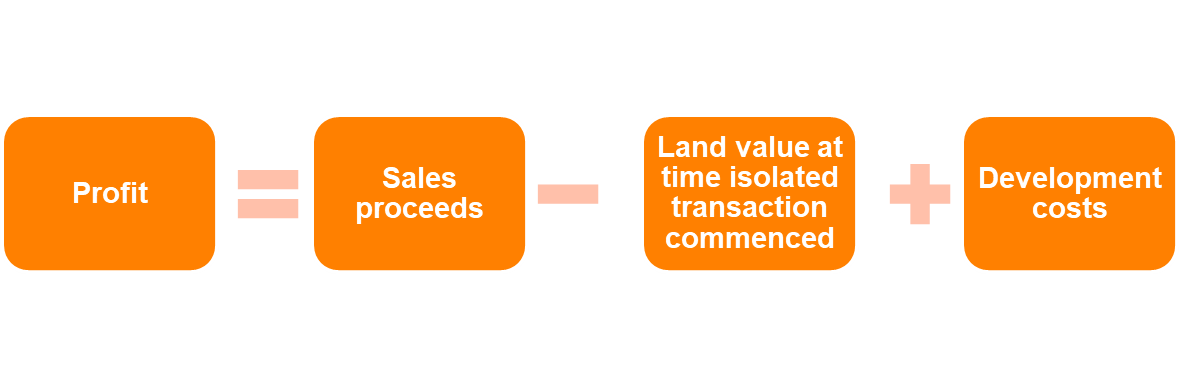 Profit
=
Sales
proceeds
−
Land value at
time isolated
transaction
commenced
+
Development
costs